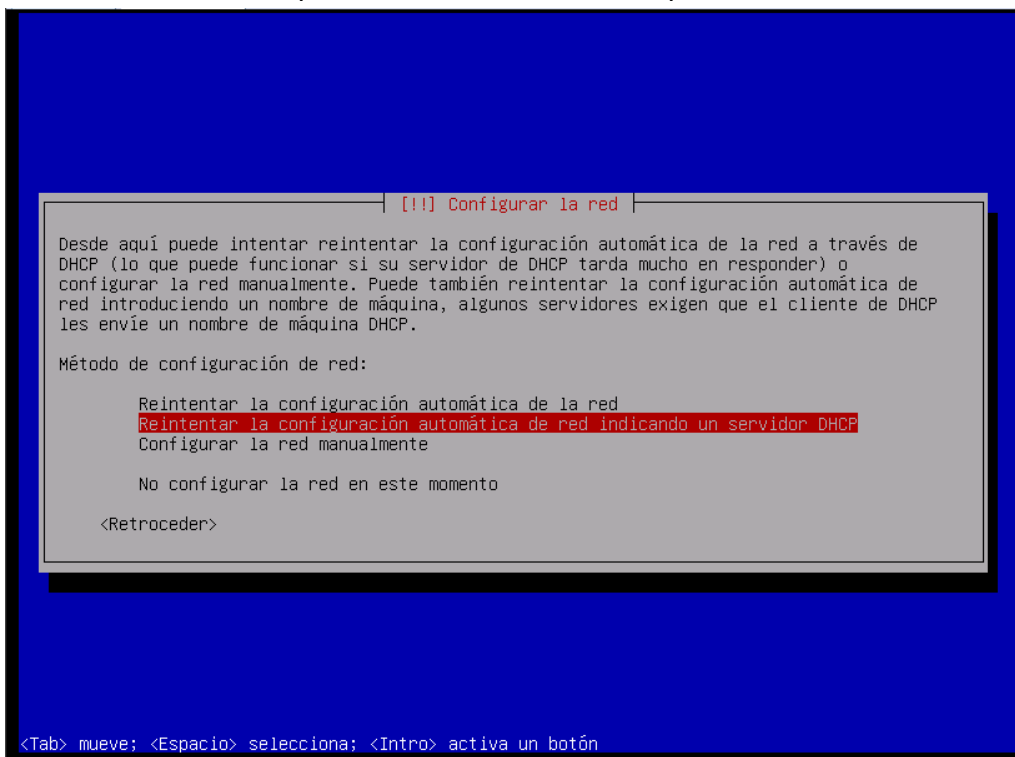 [!!] Configurar la red
Desde aquí puede intentar reintentar la configuración automática de la red a través de
DHCP (lo que puede funcionar si su servidor de DHCP tarda mucho en responder) o
configurar la red manualmente. Puede también reintentar la configuración automática de
red introduciendo un nombre de máquina, algunos servidores exigen que el cliente de DHCP
les envíe un nombre de máquina DHCP.
Método de configuración de red:
Reintentar la configuración automática de la red
Reintentar la configuración automática de red indicando un servidor DHCP
Configurar la red manualmente
No configurar la red en este momento
<Retroceder>
<Tab> mueve; <Espacio> selecciona; <Intro> activa un botón